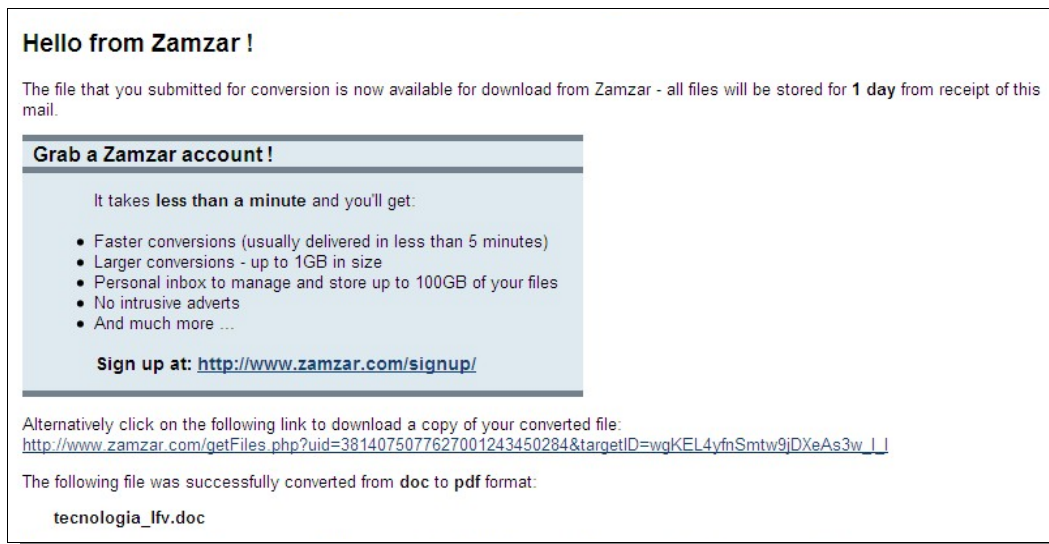 Hello from Zamzar !
The file that you submitted for conversion is now available for download from Zamzar - all files will be stored for 1 day from receipt of this
mail.
Grab a Zamzar account !
It takes less than a minute and you'll get:
• Faster conversions (usually delivered in less than 5 minutes)
• Larger conversions - up to 1GB in size
• Personal inbox to manage and store up to 100GB of your files
• No intrusive adverts
• And much more ...
Sign up at: http://www.zamzar.com/signup/
Alternatively click on the following link to download a copy of your converted file:
http://www.zamzar.com/getFiles.php?uid=38140750776270012434502​84&targetID=wgKEL4yfnSmtw9jDXeAs3w_l_l
The following file was successfully converted from doc to pdf format:
tecnologia_lfv.doc